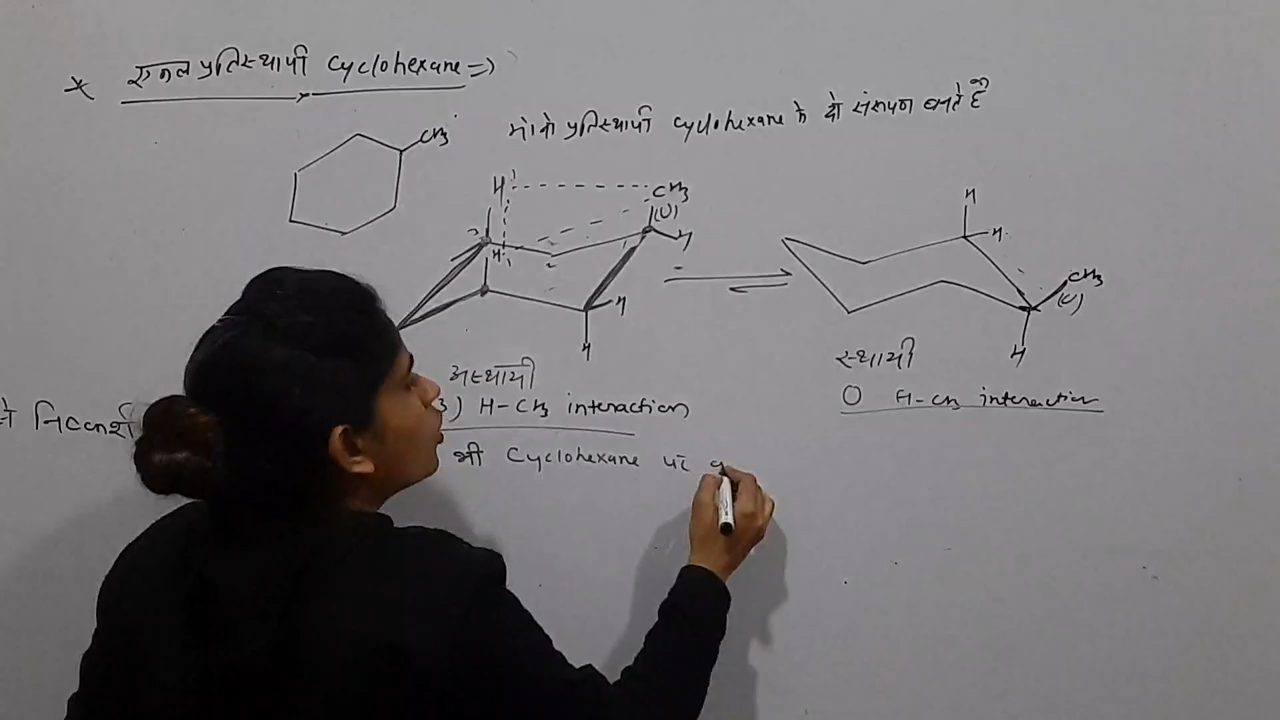 * एकल प्रतिस्थापी Cyclohexane =>
मोनो प्रतिस्थापी Cyclohexane के दो संरूपण बनते हैं
CH3
H
CH3
(U)
H
H
H
H
H
H
CH3
(U)
H
अस्थायी
स्थायी
3) H-CH3 interaction
0 H-CH3 interaction
भी Cyclohexane पर